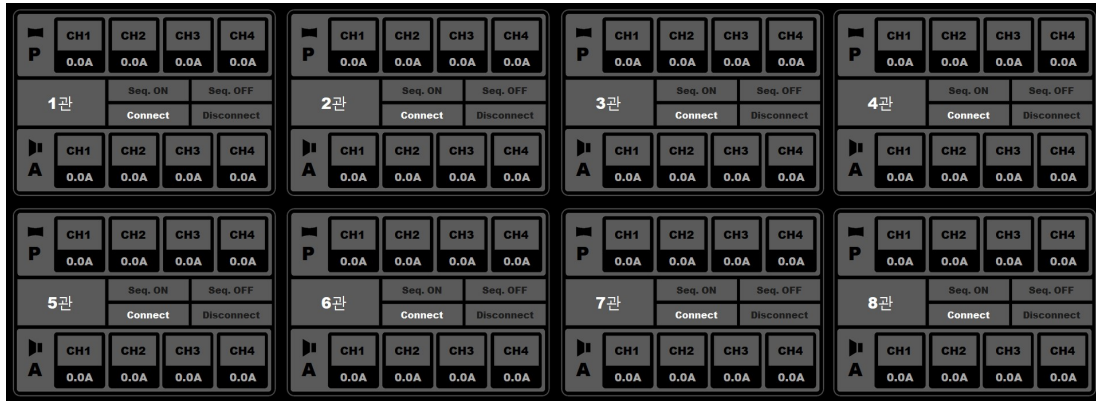 CH1 CH2 CH3 CH4 CH1 CH2 CH3 CH4 CH1 CH2 CH3 CH4 CH1 CH2 CH3 CH4
P 0.0A 0.0A 0.0A 0.0A P 0.0A 0.0A 0.0A 0.0A P 0.0A 0.0A 0.0A 0.0A P 0.0A 0.0A 0.0A 0.0A
Seq. ON Seq. OFF Seq. ON Seq. OFF Seq. ON Seq. OFF Seq. ON Seq. OFF
1관 2관 3관 4관
Connect Disconnect Connect Disconnect Connect Disconnect Connect Disconnect
CH1 CH2 CH3 CH4 CH1 CH2 CH3 CH4 CH1 CH2 CH3 CH4 CH1 CH2 CH3 CH4
A 0.0A 0.0A 0.0A 0.0A A 0.0A 0.0A 0.0A 0.0A A 0.0A 0.0A 0.0A 0.0A A 0.0A 0.0A 0.0A 0.0A
CH1 CH2 CH3 CH4 CH1 CH2 CH3 CH4 CH1 CH2 CH3 CH4 CH1 CH2 CH3 CH4
P 0.0A 0.0A 0.0A 0.0A P 0.0A 0.0A 0.0A 0.0A P 0.0A 0.0A 0.0A 0.0A P 0.0A 0.0A 0.0A 0.0A
Seq. ON Seq. OFF Seq. ON Seq. OFF Seq. ON Seq. OFF Seq. ON Seq. OFF
5관 6관 7관 8관
Connect Disconnect Connect Disconnect Connect Disconnect Connect Disconnect
CH1 CH2 CH3 CH4 CH1 CH2 CH3 CH4 CH1 CH2 CH3 CH4 CH1 CH2 CH3 CH4
A 0.0A 0.0A 0.0A 0.0A A 0.0A 0.0A 0.0A 0.0A A 0.0A 0.0A 0.0A 0.0A A 0.0A 0.0A 0.0A 0.0A